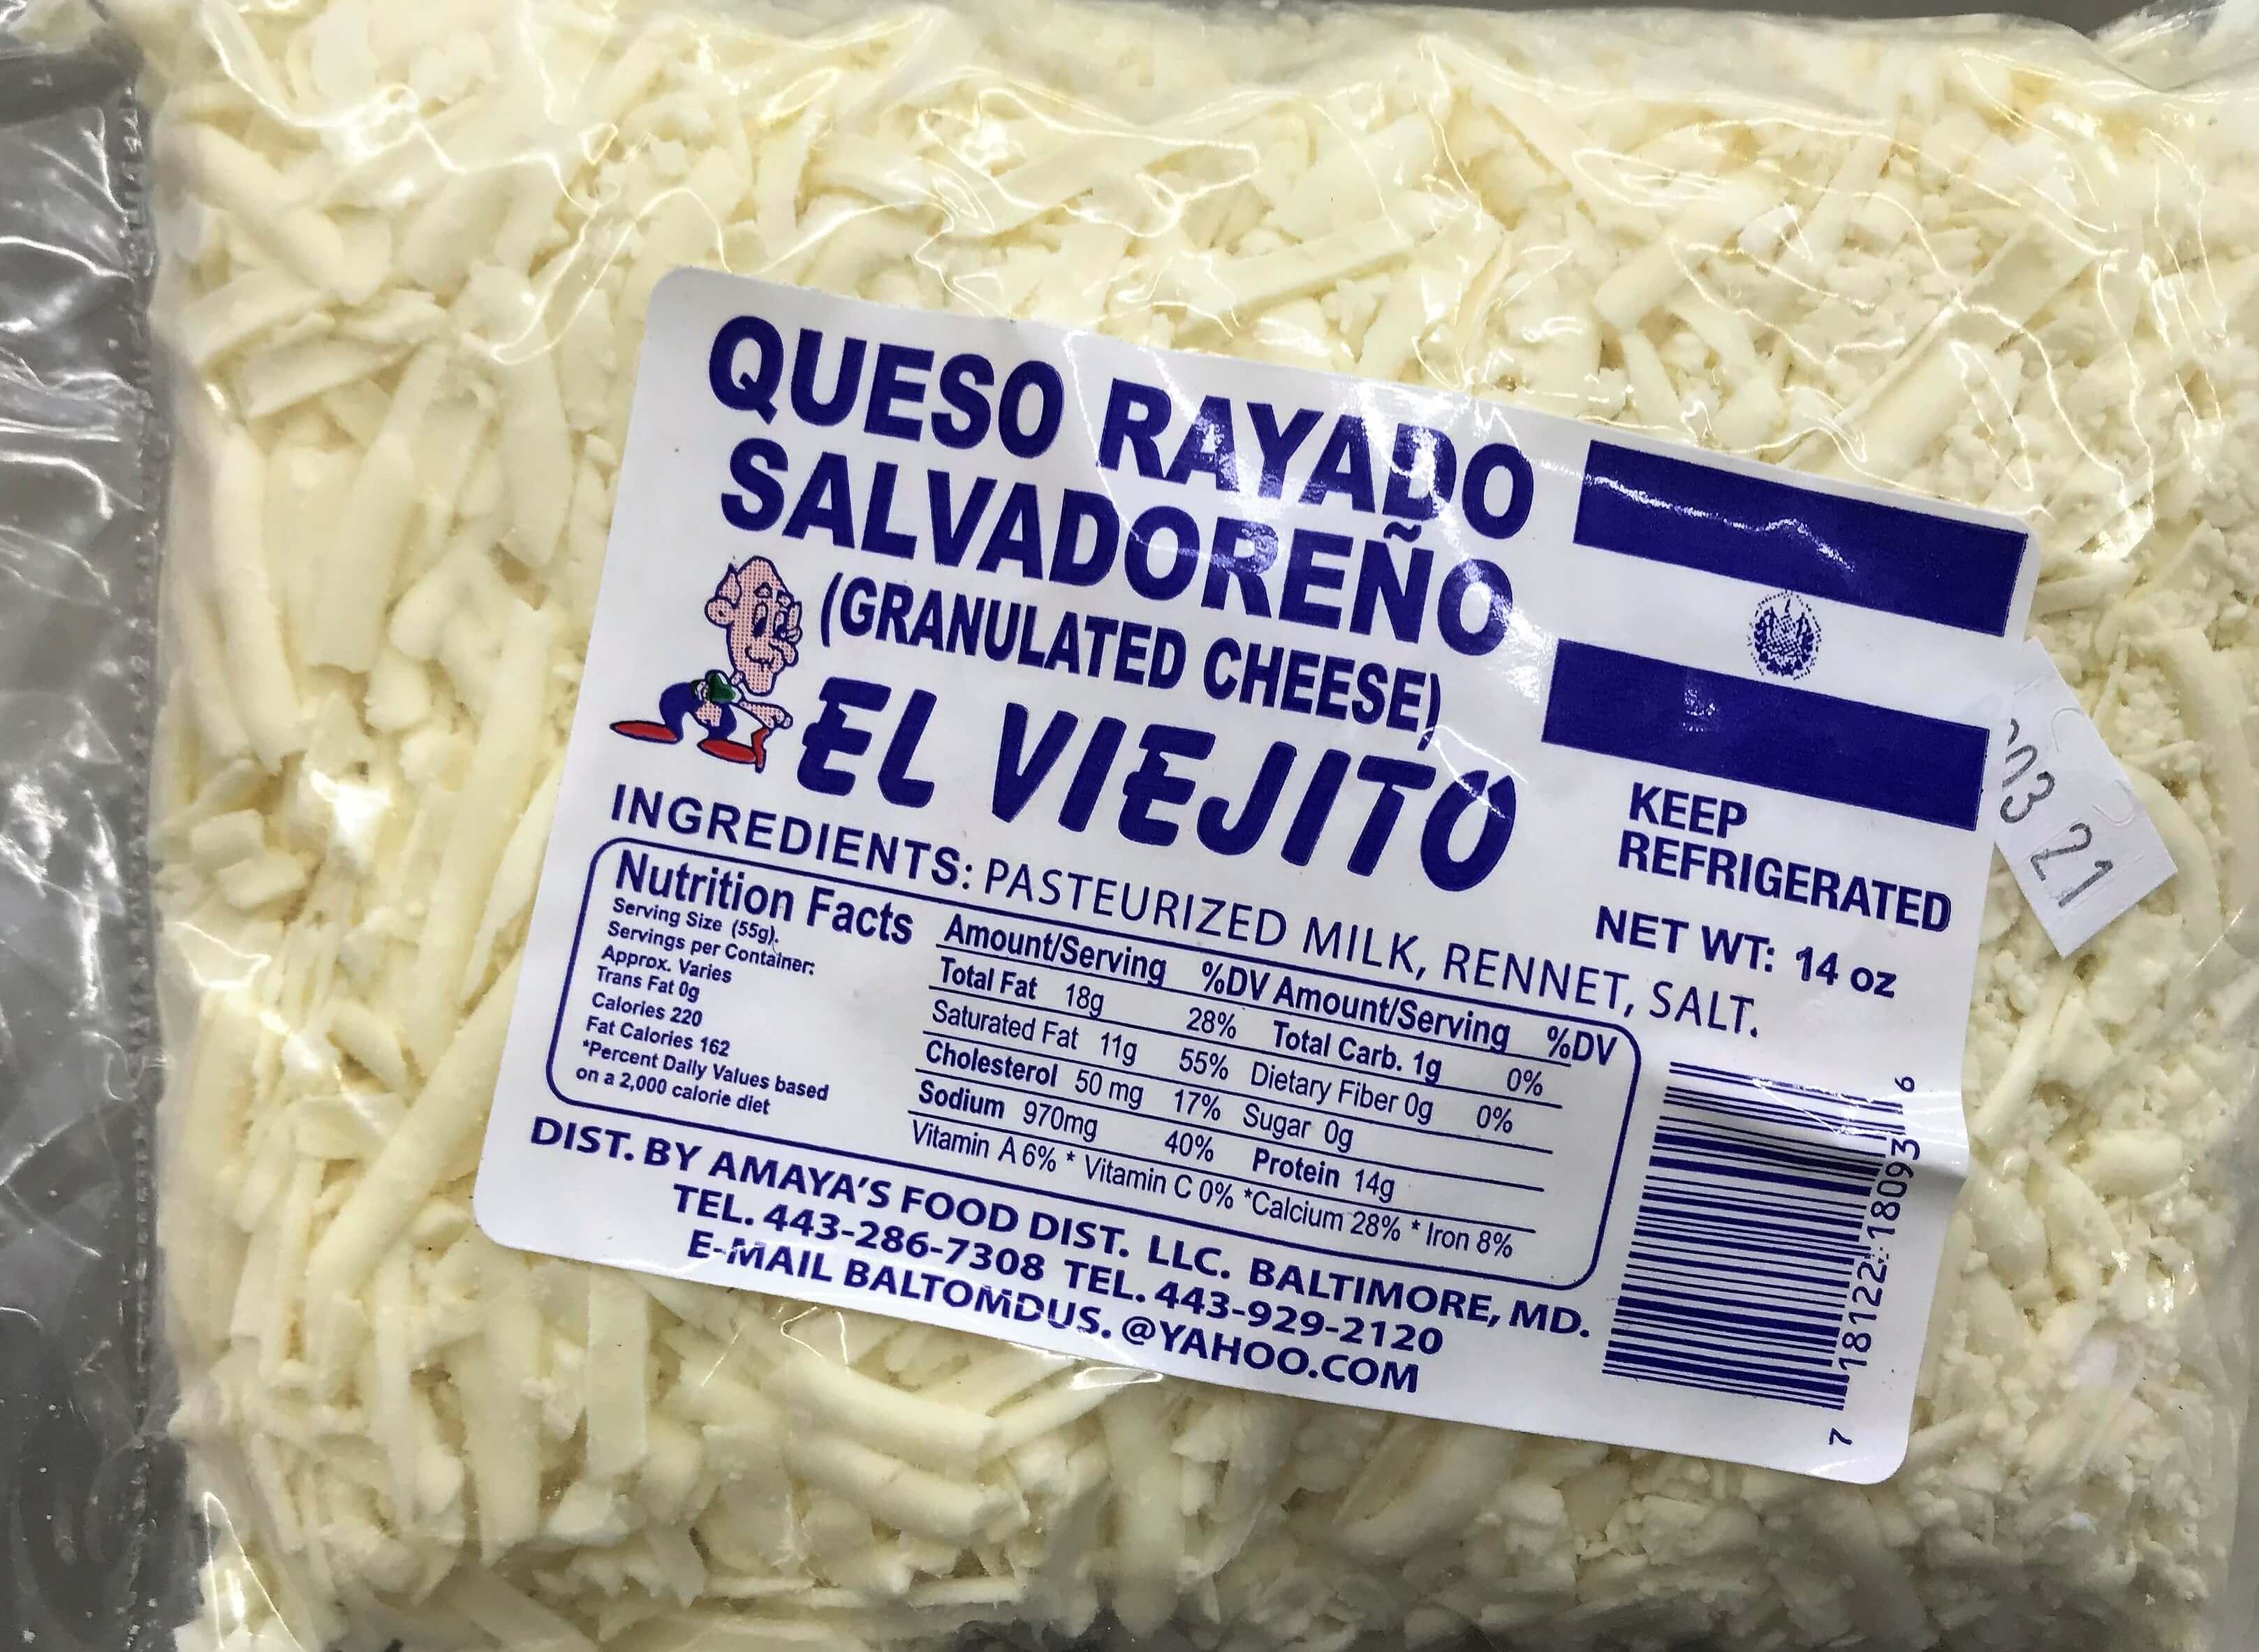 QUESO RAYADO
SALVADOREÑO
(GRANULATED CHEESE)
EL VIEJITO
KEEP
REFRIGERATED
NET WT: 14 oz
INGREDIENTS: PASTEURIZED MILK, RENNET, SALT.
Nutrition Facts
Serving Size (55g).
Servings per Container:
Approx. Varies
Trans Fat 0g
Calories 220
Fat Calories 162
*Percent Daily Values based
on a 2,000 calorie diet
Amount/Serving %DV Amount/Serving %DV
Total Fat 18g 28% Total Carb. 1g 0%
Saturated Fat 11g 55% Dietary Fiber 0g 0%
Cholesterol 50 mg 17% Sugar 0g
Sodium 970mg 40% Protein 14g
Vitamin A 6% * Vitamin C 0% *Calcium 28% * Iron 8%
DIST. BY AMAYA'S FOOD DIST. LLC. BALTIMORE, MD.
TEL. 443-286-7308 TEL. 443-929-2120
E-MAIL BALTOMDUS.@YAHOO.COM
7 18122 18093 6
03 21